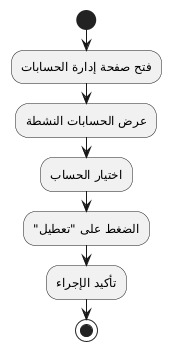 فتح صفحة إدارة الحسابات
عرض الحسابات النشطة
اختيار الحساب
الضغط على "تعطيل"
تأكيد الإجراء